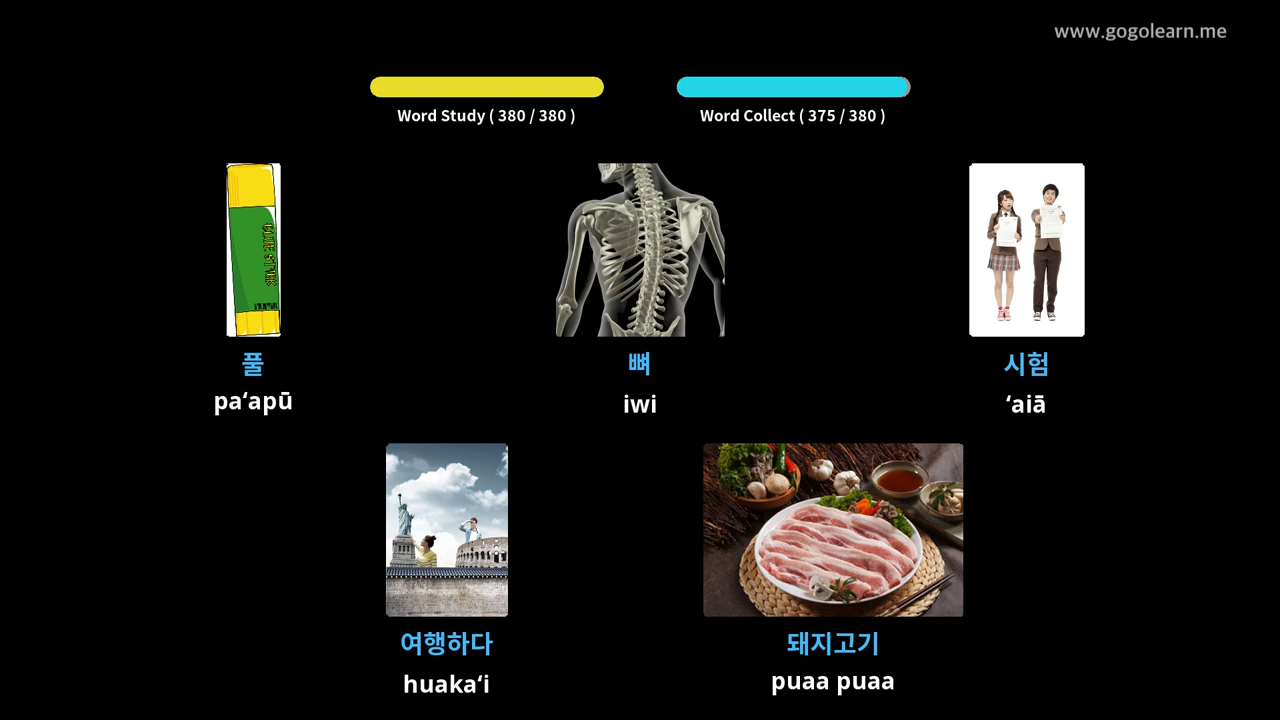 www.gogolearn.me
Word Study ( 380 / 380 )
Word Collect ( 375 / 380 )
풀
paʻapū
뼈
iwi
시험
ʻaiā
여행하다
huakaʻi
돼지고기
puaa puaa